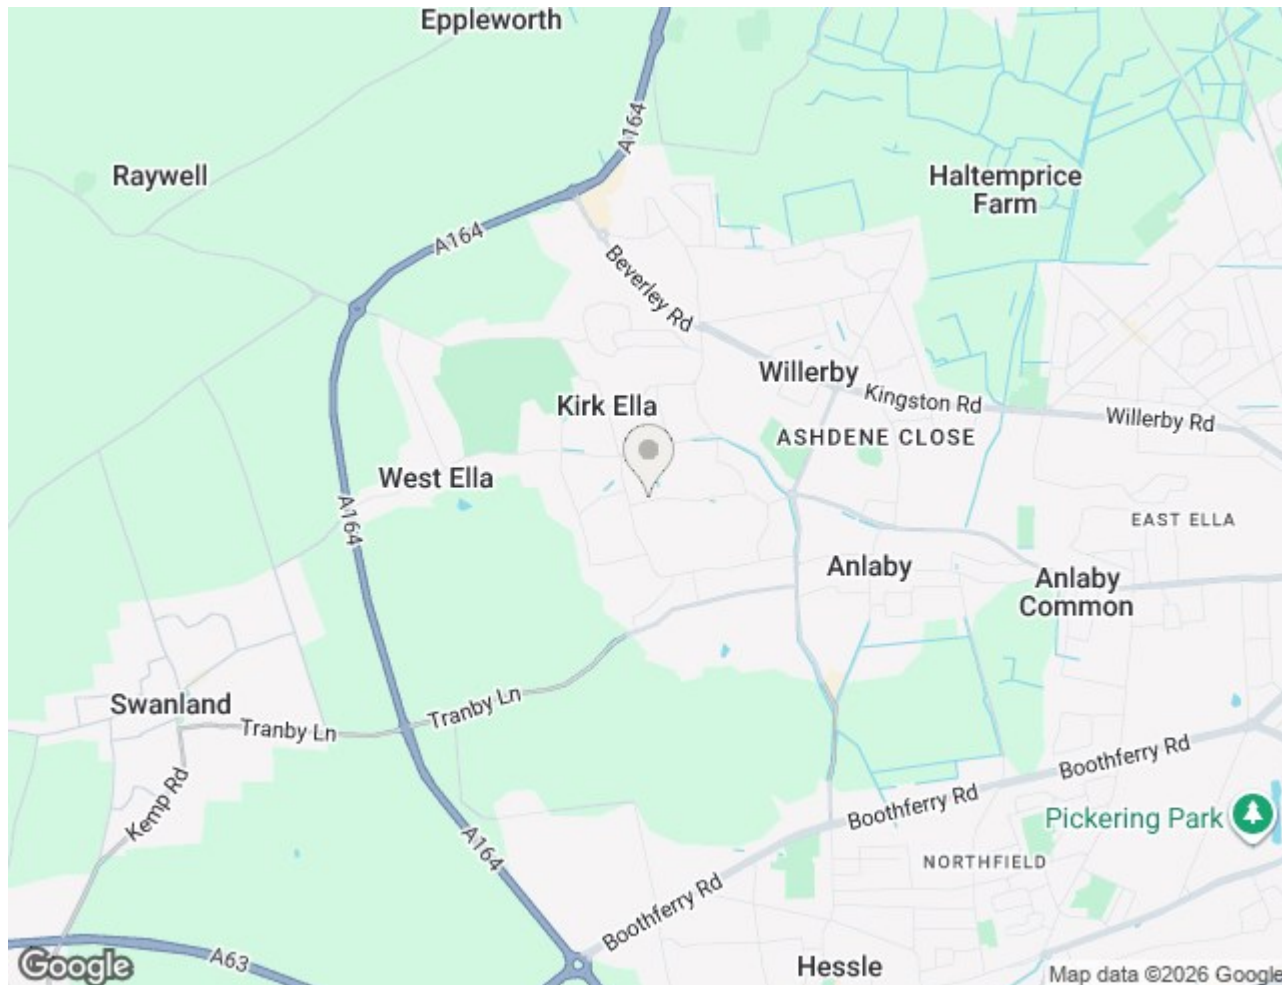 Eppleworth
A164
Raywell
Haltemprice
Farm
A164
Beverley Rd
Willerby
Kingston Rd
Willerby Rd
Kirk Ella
ASHDENE CLOSE
West Ella
A164
EAST ELLA
Anlaby
Anlaby
Common
Swanland
Tranby Ln
Tranby Ln
Kemp Rd
Boothferry Rd
Boothferry Rd
Pickering Park
A164
NORTHFIELD
Boothferry Rd
A63
Hessle
Google
Map data ©2026 Google